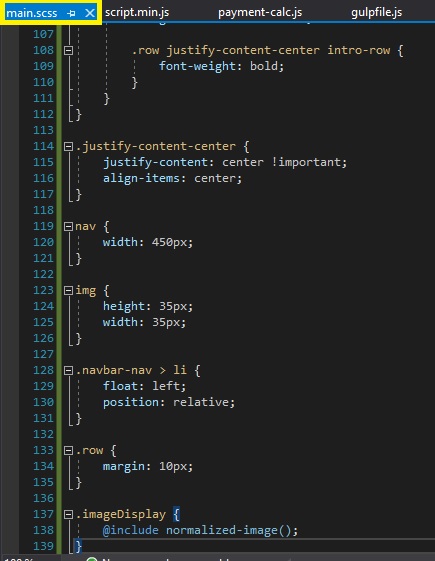 main.scss script.min.js payment-calc.js gulpfile.js
107
108 .row justify-content-center intro-row {
109 font-weight: bold;
110 }
111 }
112 }
113
114 .justify-content-center {
115 justify-content: center !important;
116 align-items: center;
117 }
118
119 nav {
120 width: 450px;
121 }
122
123 img {
124 height: 35px;
125 width: 35px;
126 }
127
128 .navbar-nav > li {
129 float: left;
130 position: relative;
131 }
132
133 .row {
134 margin: 10px;
135 }
136
137 .imageDisplay {
138 @include normalized-image();
139 }